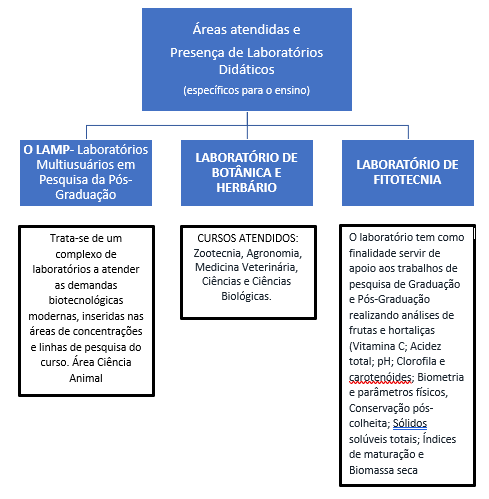 Áreas atendidas e
Presença de Laboratórios
Didáticos
(específicos para o ensino)
O LAMP- Laboratórios
Multiusuários em
Pesquisa da Pós-
Graduação
LABORATÓRIO DE
BOTÂNICA E
HERBÁRIO
LABORATÓRIO DE
FITOTECNIA
Trata-se de um
complexo de
laboratórios a atender
as demandas
biotecnológicas
modernas, inseridas nas
áreas de concentrações
e linhas de pesquisa do
curso. Área Ciência
Animal
CURSOS ATENDIDOS:
Zootecnia, Agronomia,
Medicina Veterinária,
Ciências e Ciências
Biológicas.
O laboratório tem como
finalidade servir de
apoio aos trabalhos de
pesquisa de Graduação
e Pós-Graduação
realizando análises de
frutas e hortaliças
(Vitamina C; Acidez
total; pH; Clorofila e
carotenóides; Biometria
e parâmetros físicos,
Conservação pós-
colheita; Sólidos
solúveis totais; Índices
de maturação e
Biomassa seca